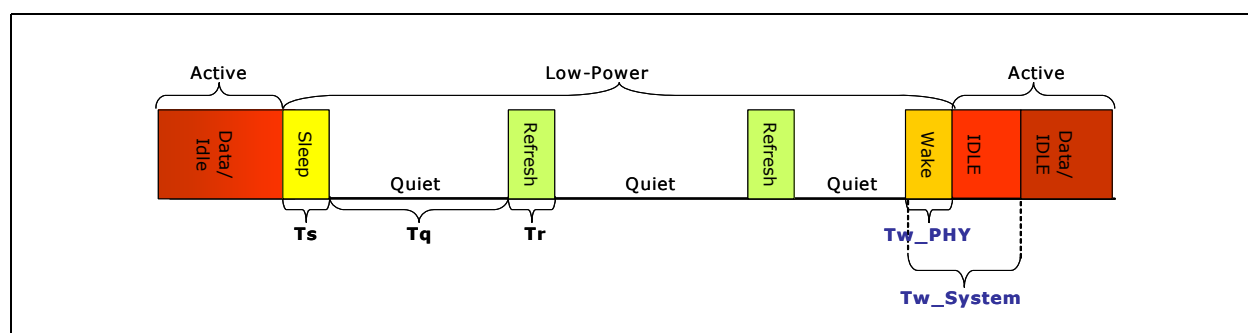 Active
Low-Power
Active
Data/
Idle
Sleep
Quiet
Refresh
Quiet
Refresh
Quiet
Wake
IDLE
Data/
IDLE
Ts
Tq
Tr
Tw_PHY
Tw_System